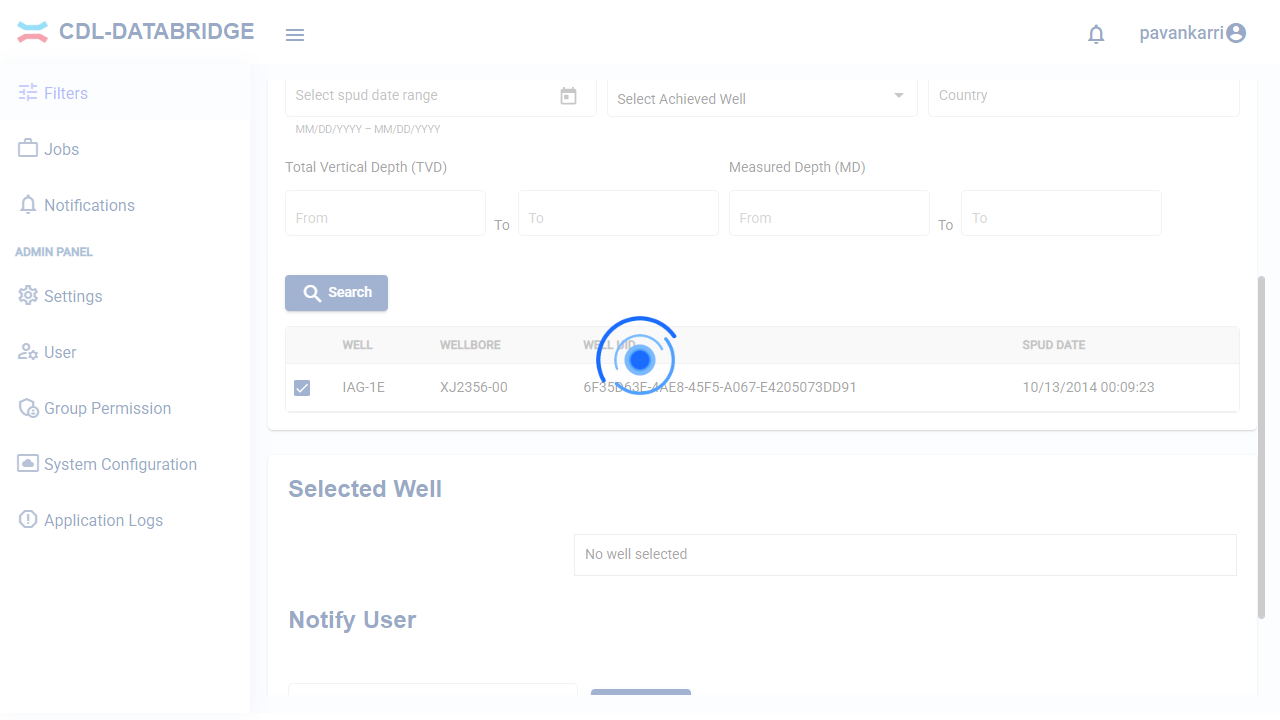 CDL-DATABRIDGE
pavankarri
Filters
Jobs
Notifications
ADMIN PANEL
Settings
User
Group Permission
System Configuration
Application Logs
Select spud date range
Select Achieved Well
Country
MM/DD/YYYY – MM/DD/YYYY
Total Vertical Depth (TVD)
Measured Depth (MD)
From
To
To
From
To
To
Search
WELL WELLBORE WELL UID SPUD DATE
IAG-1E XJ2356-00 6F35D63E-4AE8-45F5-A067-E4205073DD91 10/13/2014 00:09:23
Selected Well
No well selected
Notify User